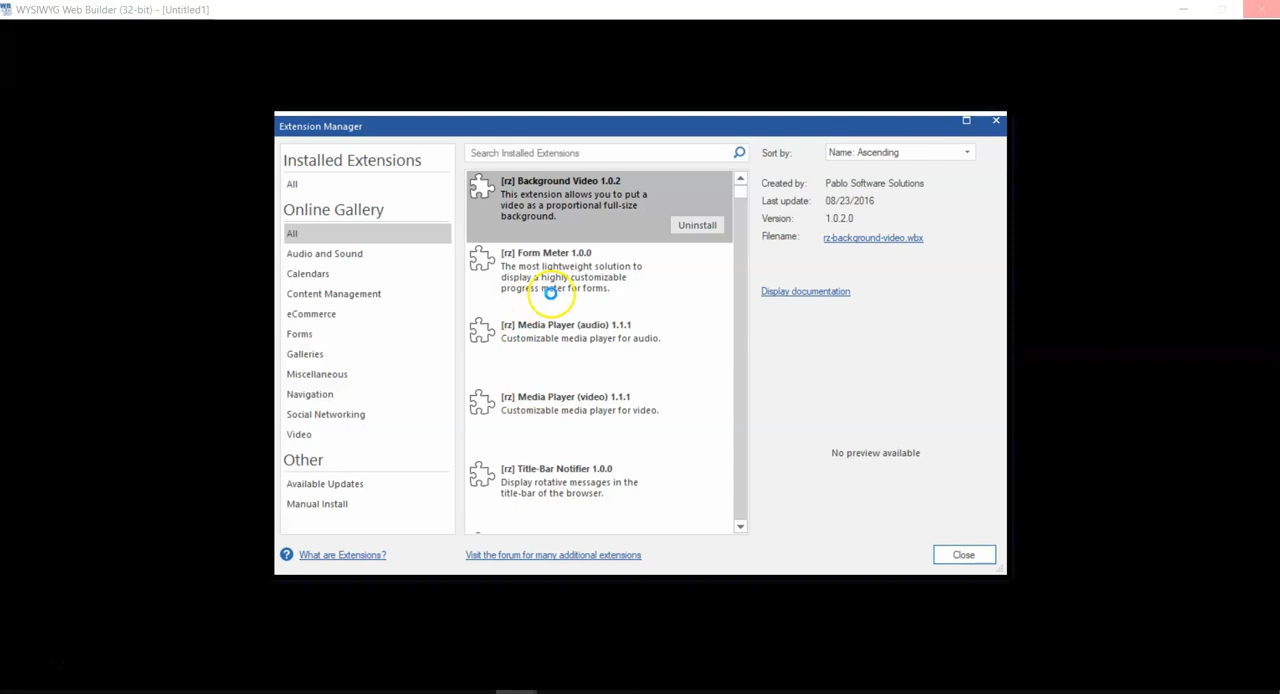 WYSIWYG Web Builder (32-bit) - [Untitled1]
Extension Manager
Installed Extensions
All
Online Gallery
All
Audio and Sound
Calendars
Content Management
eCommerce
Forms
Galleries
Miscellaneous
Navigation
Social Networking
Video
Other
Available Updates
Manual Install
What are Extensions?
Search Installed Extensions
[rz] Background Video 1.0.2
This extension allows you to put a
video as a proportional full-size
background.
Uninstall
[rz] Form Meter 1.0.0
The most lightweight solution to
display a highly customizable
progress meter for forms.
[rz] Media Player (audio) 1.1.1
Customizable media player for audio.
[rz] Media Player (video) 1.1.1
Customizable media player for video.
[rz] Title-Bar Notifier 1.0.0
Display rotative messages in the
title-bar of the browser.
Visit the forum for many additional extensions
Sort by: Name: Ascending
Created by: Pablo Software Solutions
Last update: 08/23/2016
Version: 1.0.2.0
Filename: rz-background-video.wbx
Display documentation
No preview available
Close